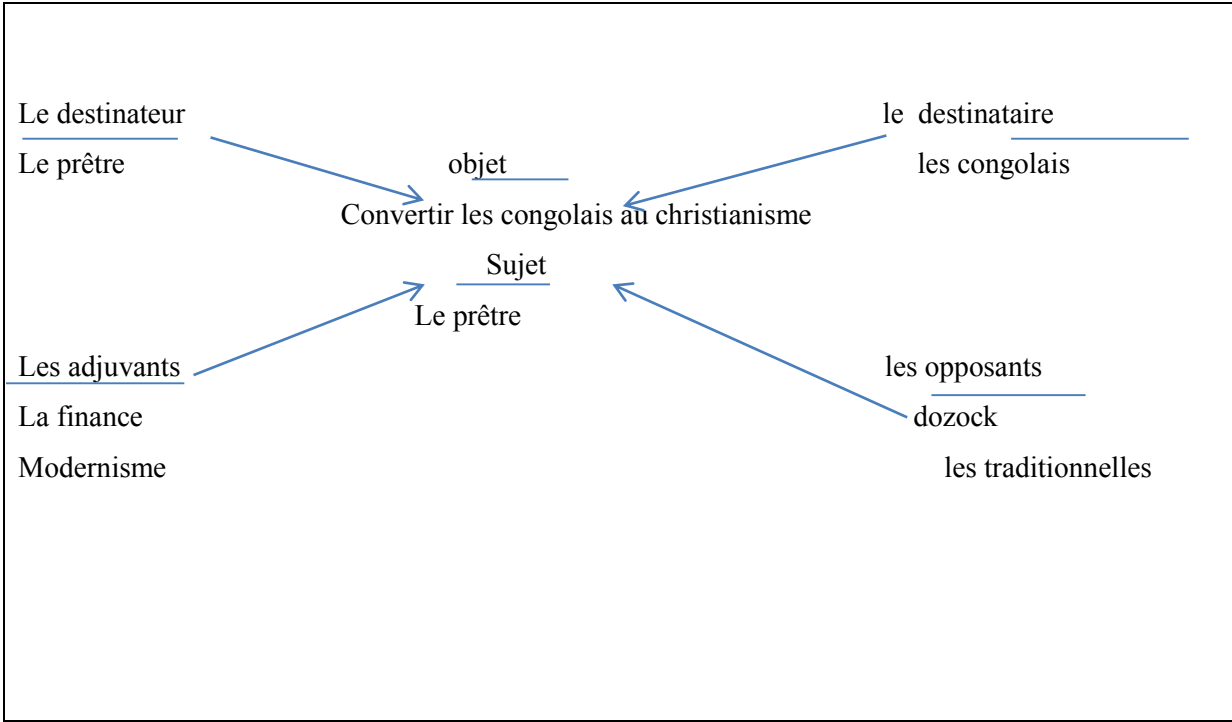 Le destinateur
le destinataire
Le prêtre
objet
les congolais
Convertir les congolais au christianisme
Sujet
Le prêtre
Les adjuvants
les opposants
La finance
dozock
Modernisme
les traditionnelles